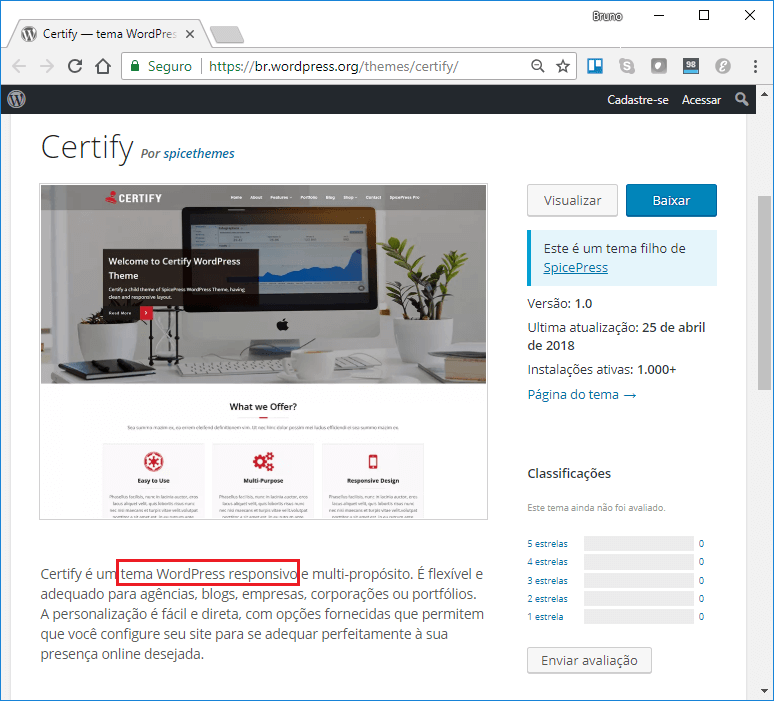 Bruno
Certify — tema WordPres
Seguro
https://br.wordpress.org/themes/certify/
98
Cadastre-se Acessar
Certify Por spicethemes
CERTIFY
Home About Features Portfolio Blog Shop Contact SpicePress Pro
Welcome to Certify WordPress
Theme
Certify a child theme of SpicePress WordPress Theme, having
clean and responsive layout.
Read More
What we Offer?
Easy to Use
Multi-Purpose
Responsive Design
Visualizar
Baixar
Este é um tema filho de
SpicePress
Versão: 1.0
Ultima atualização: 25 de abril
de 2018
Instalações ativas: 1.000+
Página do tema →
Classificações
Este tema ainda não foi avaliado.
5 estrelas 0
4 estrelas 0
3 estrelas 0
2 estrelas 0
1 estrela 0
Enviar avaliação
Certify é um tema WordPress responsivo e multi-propósito. É flexível e
adequado para agências, blogs, empresas, corporações ou portfólios.
A personalização é fácil e direta, com opções fornecidas que permitem
que você configure seu site para se adequar perfeitamente à sua
presença online desejada.